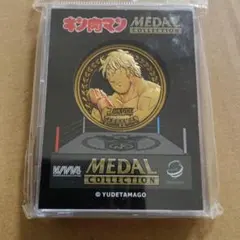 キン肉マン MEDAL COLLECTION
MEDAL
COLLECTION
© YUDETAMAGO